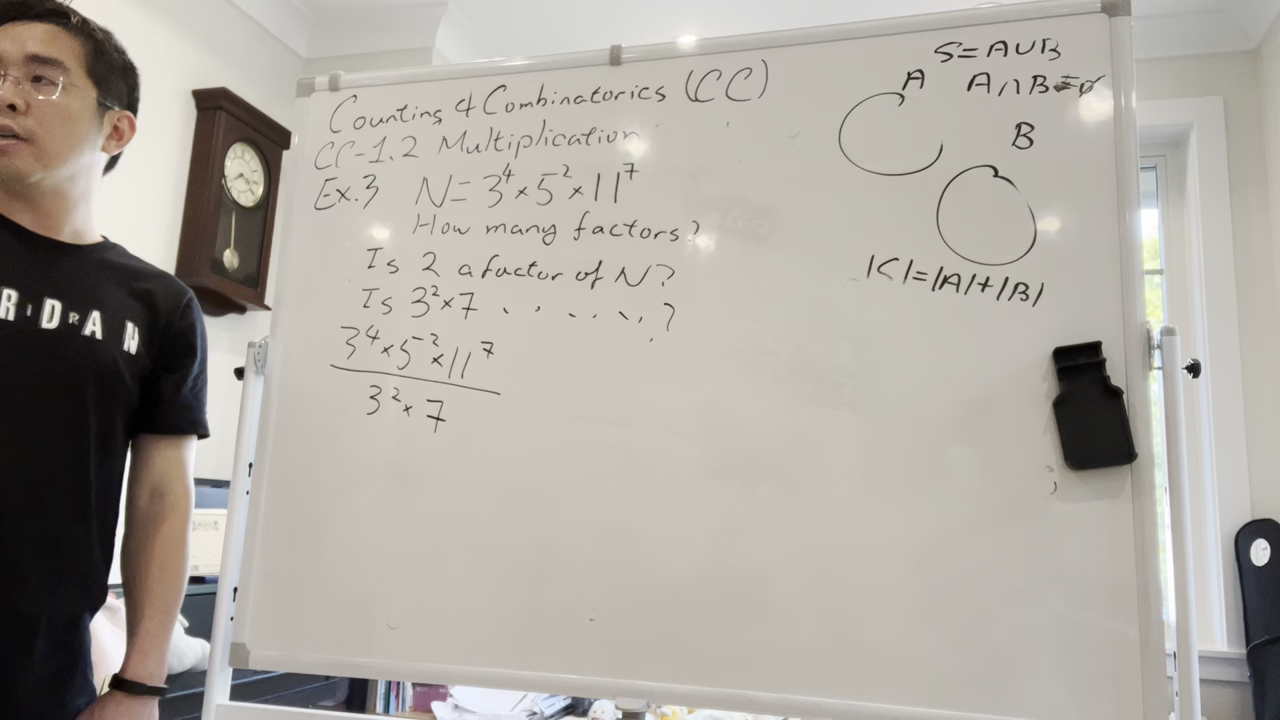 Counting & Combinatorics (CC)
CC-1.2 Multiplication
Ex.3 N=3⁴×5²×11⁷
How many factors?
Is 2 a factor of N?
Is 3²×7 . . . . . . ?
3⁴×5²×11⁷
3²×7
S=A∪B
A A∩B=∅
B
|S|=|A|+|B|
RIDRAN